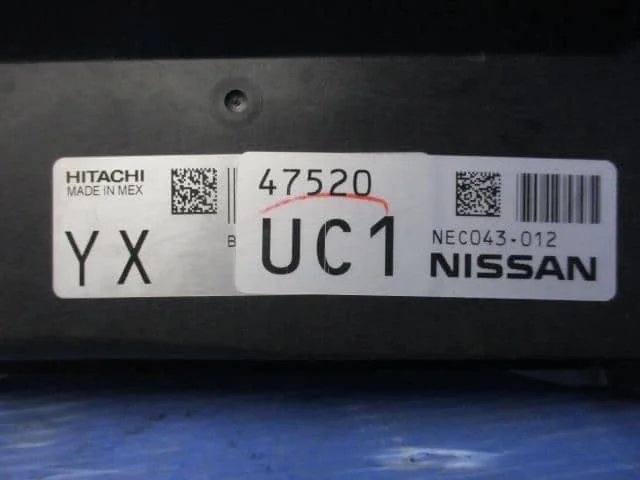 HITACHI
MADE IN MEX
YX
B
47520
UC1
NEC043-012
NISSAN